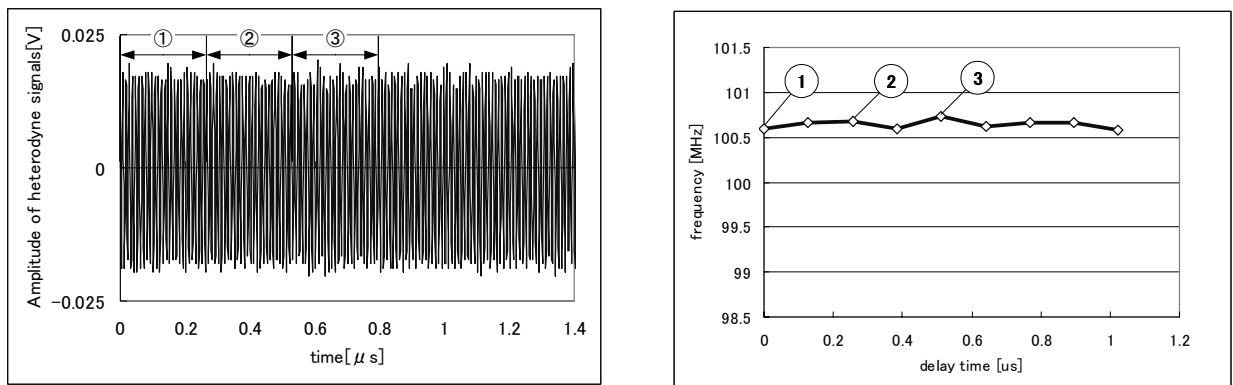 Amplitude of heterodyne signals[V]
0.025
0
-0.025
① ② ③
0 0.2 0.4 0.6 0.8 1 1.2 1.4
time[μs]
frequency [MHz]
101.5
101
100.5
100
99.5
99
98.5
1 2 3
0 0.2 0.4 0.6 0.8 1 1.2
delay time [us]